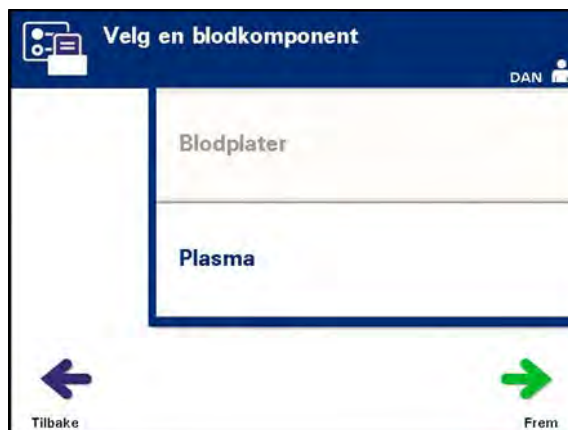 Velg en blodkomponent
DAN
Blodplater
Plasma
Tilbake
Frem